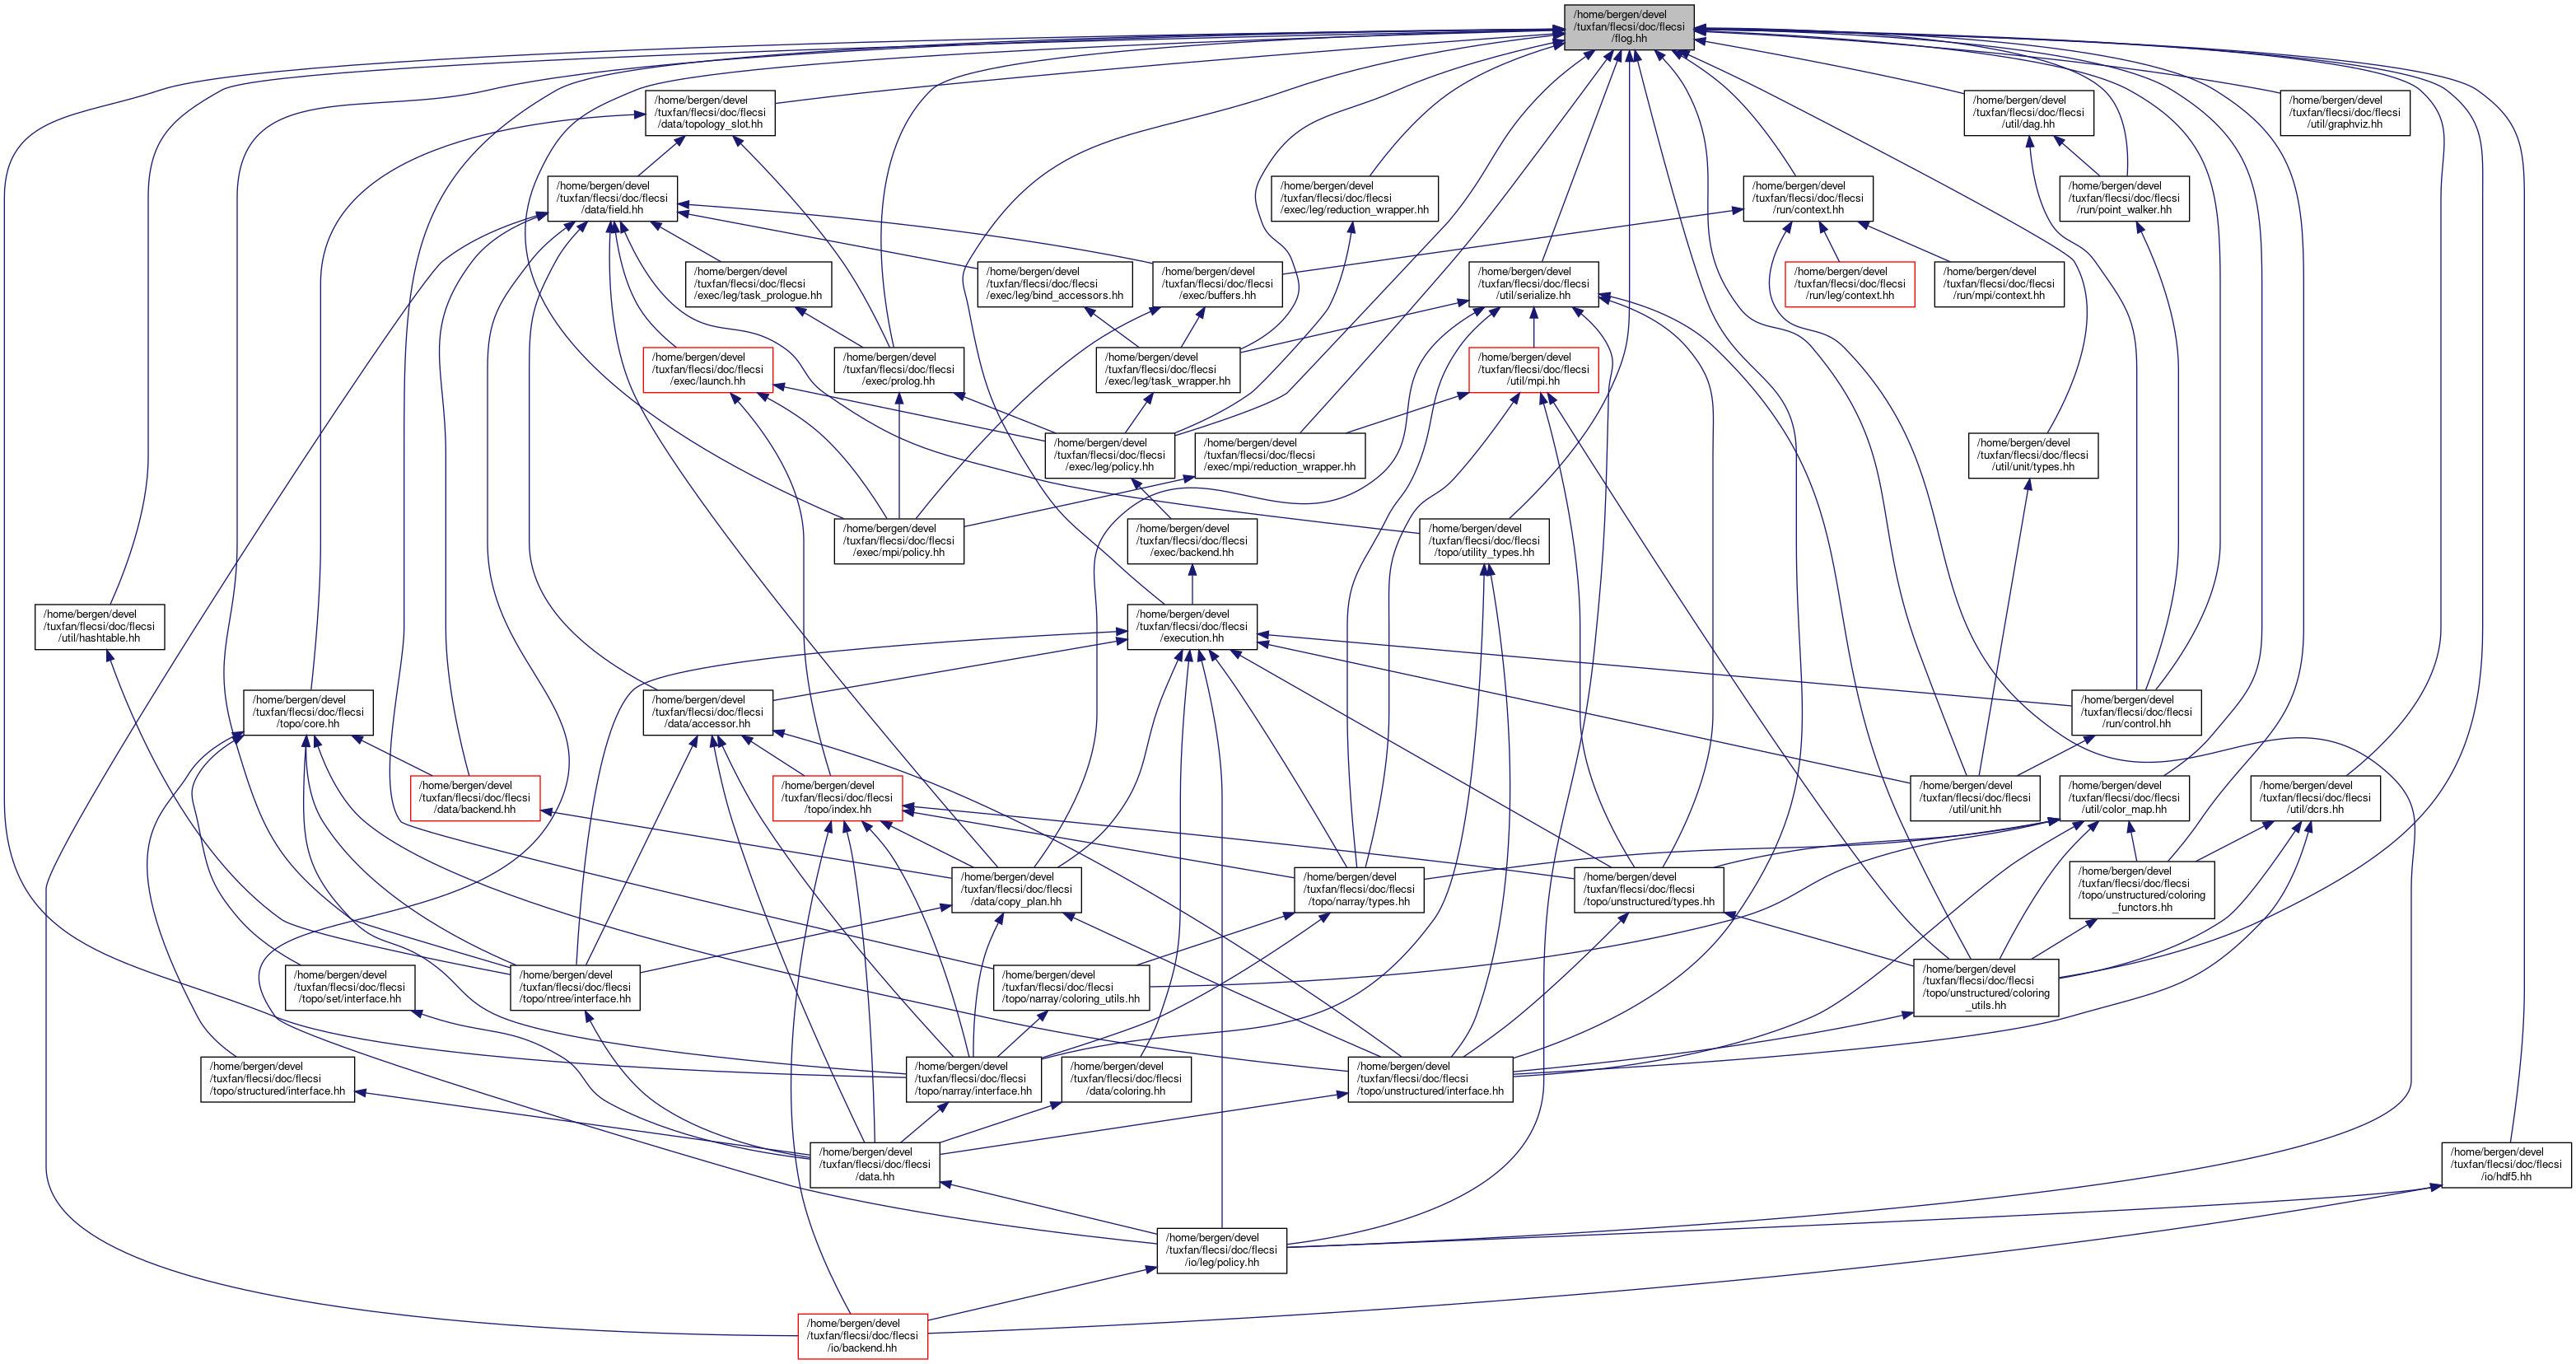 /home/bergen/devel
/tuxfan/flecsi/doc/flecsi
/flog.hh
/home/bergen/devel
/tuxfan/flecsi/doc/flecsi
/data/topology_slot.hh
/home/bergen/devel
/tuxfan/flecsi/doc/flecsi
/util/dag.hh
/home/bergen/devel
/tuxfan/flecsi/doc/flecsi
/util/graphviz.hh
/home/bergen/devel
/tuxfan/flecsi/doc/flecsi
/data/field.hh
/home/bergen/devel
/tuxfan/flecsi/doc/flecsi
/exec/leg/reduction_wrapper.hh
/home/bergen/devel
/tuxfan/flecsi/doc/flecsi
/run/context.hh
/home/bergen/devel
/tuxfan/flecsi/doc/flecsi
/run/point_walker.hh
/home/bergen/devel
/tuxfan/flecsi/doc/flecsi
/exec/leg/task_prologue.hh
/home/bergen/devel
/tuxfan/flecsi/doc/flecsi
/exec/leg/bind_accessors.hh
/home/bergen/devel
/tuxfan/flecsi/doc/flecsi
/exec/buffers.hh
/home/bergen/devel
/tuxfan/flecsi/doc/flecsi
/util/serialize.hh
/home/bergen/devel
/tuxfan/flecsi/doc/flecsi
/run/leg/context.hh
/home/bergen/devel
/tuxfan/flecsi/doc/flecsi
/run/mpi/context.hh
/home/bergen/devel
/tuxfan/flecsi/doc/flecsi
/exec/launch.hh
/home/bergen/devel
/tuxfan/flecsi/doc/flecsi
/exec/prolog.hh
/home/bergen/devel
/tuxfan/flecsi/doc/flecsi
/exec/leg/task_wrapper.hh
/home/bergen/devel
/tuxfan/flecsi/doc/flecsi
/util/mpi.hh
/home/bergen/devel
/tuxfan/flecsi/doc/flecsi
/exec/leg/policy.hh
/home/bergen/devel
/tuxfan/flecsi/doc/flecsi
/exec/mpi/reduction_wrapper.hh
/home/bergen/devel
/tuxfan/flecsi/doc/flecsi
/util/unit/types.hh
/home/bergen/devel
/tuxfan/flecsi/doc/flecsi
/exec/mpi/policy.hh
/home/bergen/devel
/tuxfan/flecsi/doc/flecsi
/exec/backend.hh
/home/bergen/devel
/tuxfan/flecsi/doc/flecsi
/topo/utility_types.hh
/home/bergen/devel
/tuxfan/flecsi/doc/flecsi
/util/hashtable.hh
/home/bergen/devel
/tuxfan/flecsi/doc/flecsi
/execution.hh
/home/bergen/devel
/tuxfan/flecsi/doc/flecsi
/topo/core.hh
/home/bergen/devel
/tuxfan/flecsi/doc/flecsi
/data/accessor.hh
/home/bergen/devel
/tuxfan/flecsi/doc/flecsi
/run/control.hh
/home/bergen/devel
/tuxfan/flecsi/doc/flecsi
/data/backend.hh
/home/bergen/devel
/tuxfan/flecsi/doc/flecsi
/topo/index.hh
/home/bergen/devel
/tuxfan/flecsi/doc/flecsi
/util/unit.hh
/home/bergen/devel
/tuxfan/flecsi/doc/flecsi
/util/color_map.hh
/home/bergen/devel
/tuxfan/flecsi/doc/flecsi
/util/dcrs.hh
/home/bergen/devel
/tuxfan/flecsi/doc/flecsi
/data/copy_plan.hh
/home/bergen/devel
/tuxfan/flecsi/doc/flecsi
/topo/narray/types.hh
/home/bergen/devel
/tuxfan/flecsi/doc/flecsi
/topo/unstructured/types.hh
/home/bergen/devel
/tuxfan/flecsi/doc/flecsi
/topo/unstructured/coloring
_functors.hh
/home/bergen/devel
/tuxfan/flecsi/doc/flecsi
/topo/set/interface.hh
/home/bergen/devel
/tuxfan/flecsi/doc/flecsi
/topo/ntree/interface.hh
/home/bergen/devel
/tuxfan/flecsi/doc/flecsi
/topo/narray/coloring_utils.hh
/home/bergen/devel
/tuxfan/flecsi/doc/flecsi
/topo/unstructured/coloring
_utils.hh
/home/bergen/devel
/tuxfan/flecsi/doc/flecsi
/topo/structured/interface.hh
/home/bergen/devel
/tuxfan/flecsi/doc/flecsi
/topo/narray/interface.hh
/home/bergen/devel
/tuxfan/flecsi/doc/flecsi
/data/coloring.hh
/home/bergen/devel
/tuxfan/flecsi/doc/flecsi
/topo/unstructured/interface.hh
/home/bergen/devel
/tuxfan/flecsi/doc/flecsi
/data.hh
/home/bergen/devel
/tuxfan/flecsi/doc/flecsi
/io/hdf5.hh
/home/bergen/devel
/tuxfan/flecsi/doc/flecsi
/io/leg/policy.hh
/home/bergen/devel
/tuxfan/flecsi/doc/flecsi
/io/backend.hh